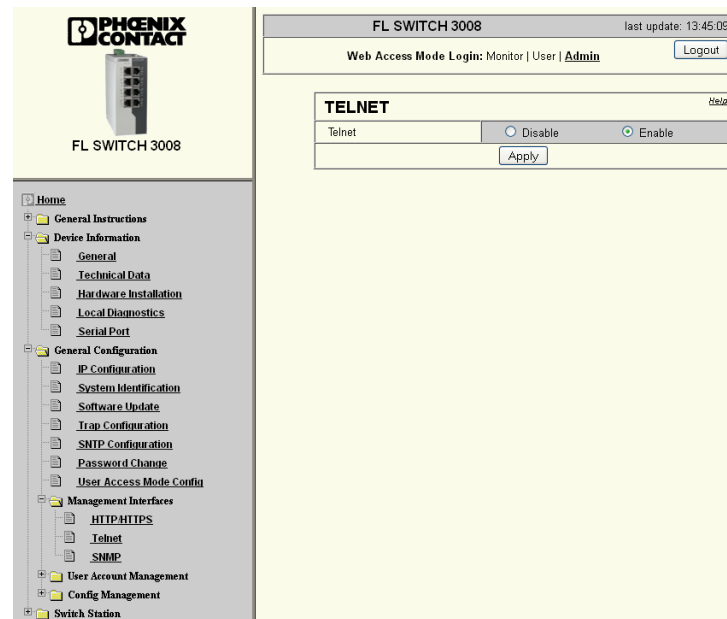 PHŒNIX
CONTACT
FL SWITCH 3008
FL SWITCH 3008
last update: 13:45:09
Web Access Mode Login: Monitor | User | Admin
Logout
TELNET
Help
Telnet
Disable
Enable
Apply
Home
General Instructions
Device Information
General
Technical Data
Hardware Installation
Local Diagnostics
Serial Port
General Configuration
IP Configuration
System Identification
Software Update
Trap Configuration
SNTP Configuration
Password Change
User Access Mode Config
Management Interfaces
HTTP/HTTPS
Telnet
SNMP
User Account Management
Config Management
Switch Station